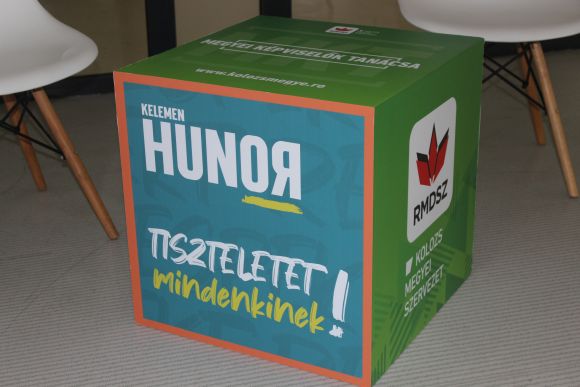 MEGYEI KÉPVISELŐK TANÁCSA
www.kolozsmegye.ro
KELEMEN
HUNOR
TISZTELETET
mindenkinek!
RMDSZ
KOLOZS
MEGYEI
SZERVEZET